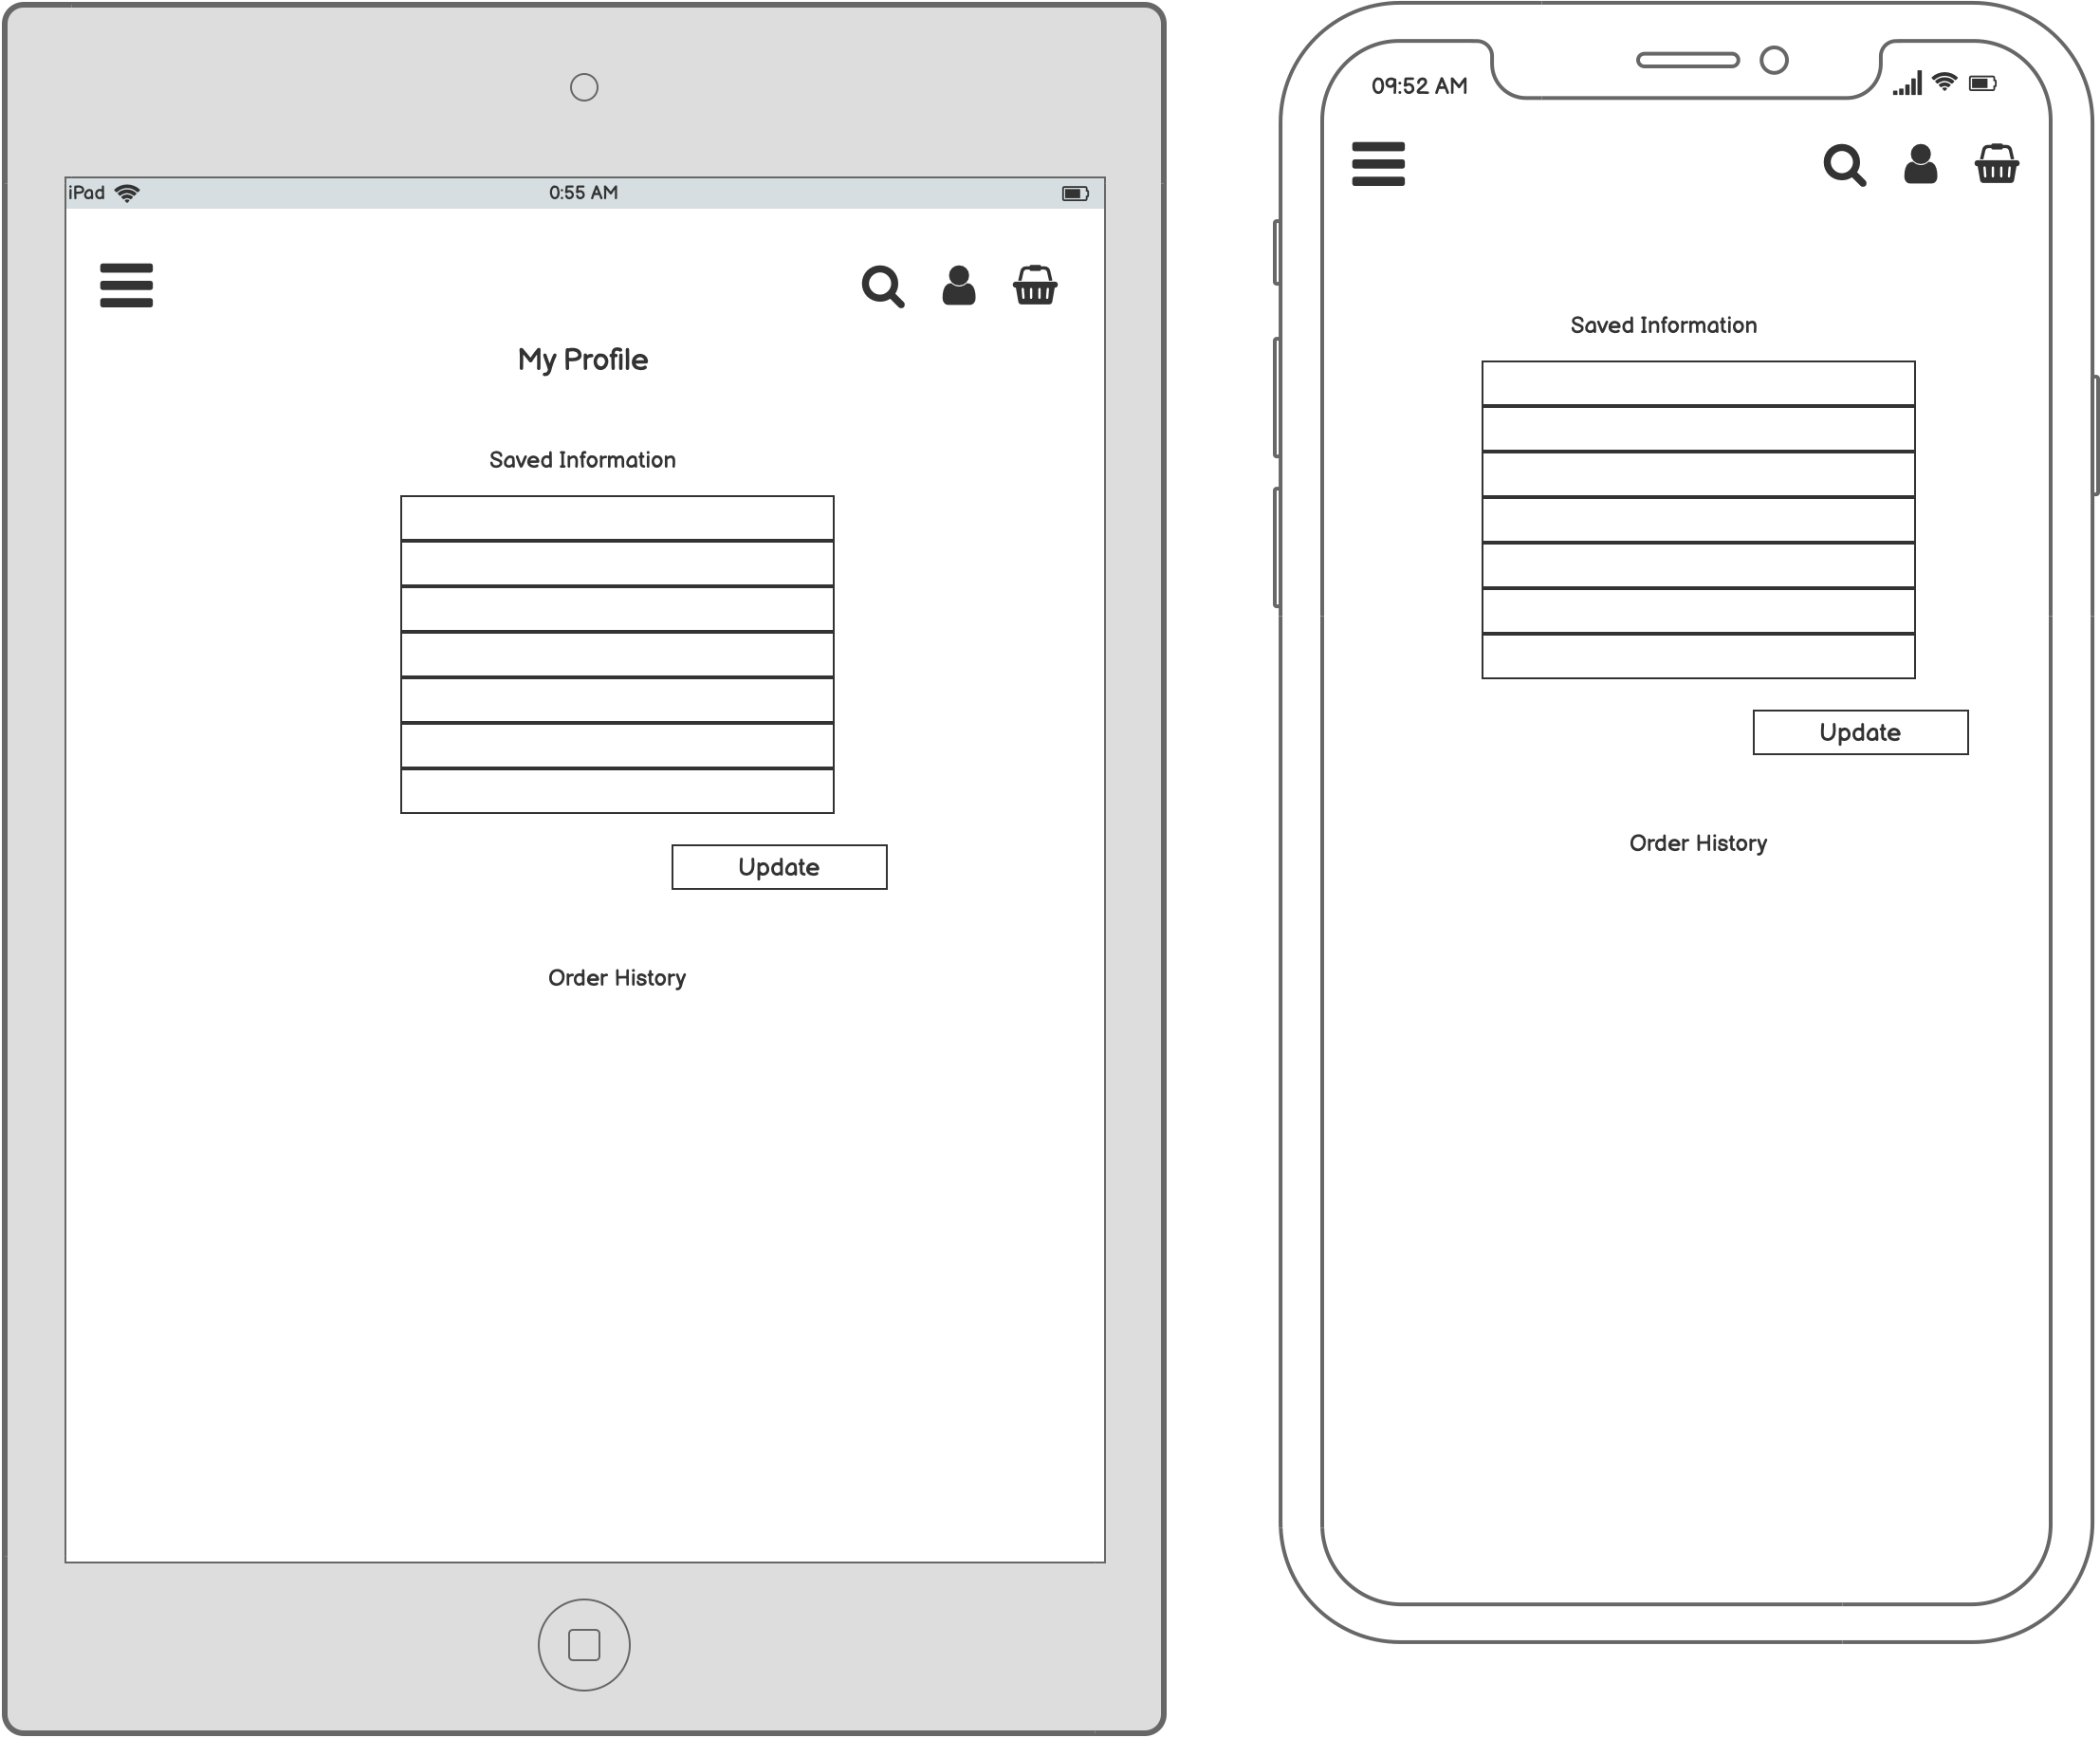 iPad 0:55 AM
My Profile
Saved Information
Update
Order History
09:52 AM
Saved Information
Update
Order History